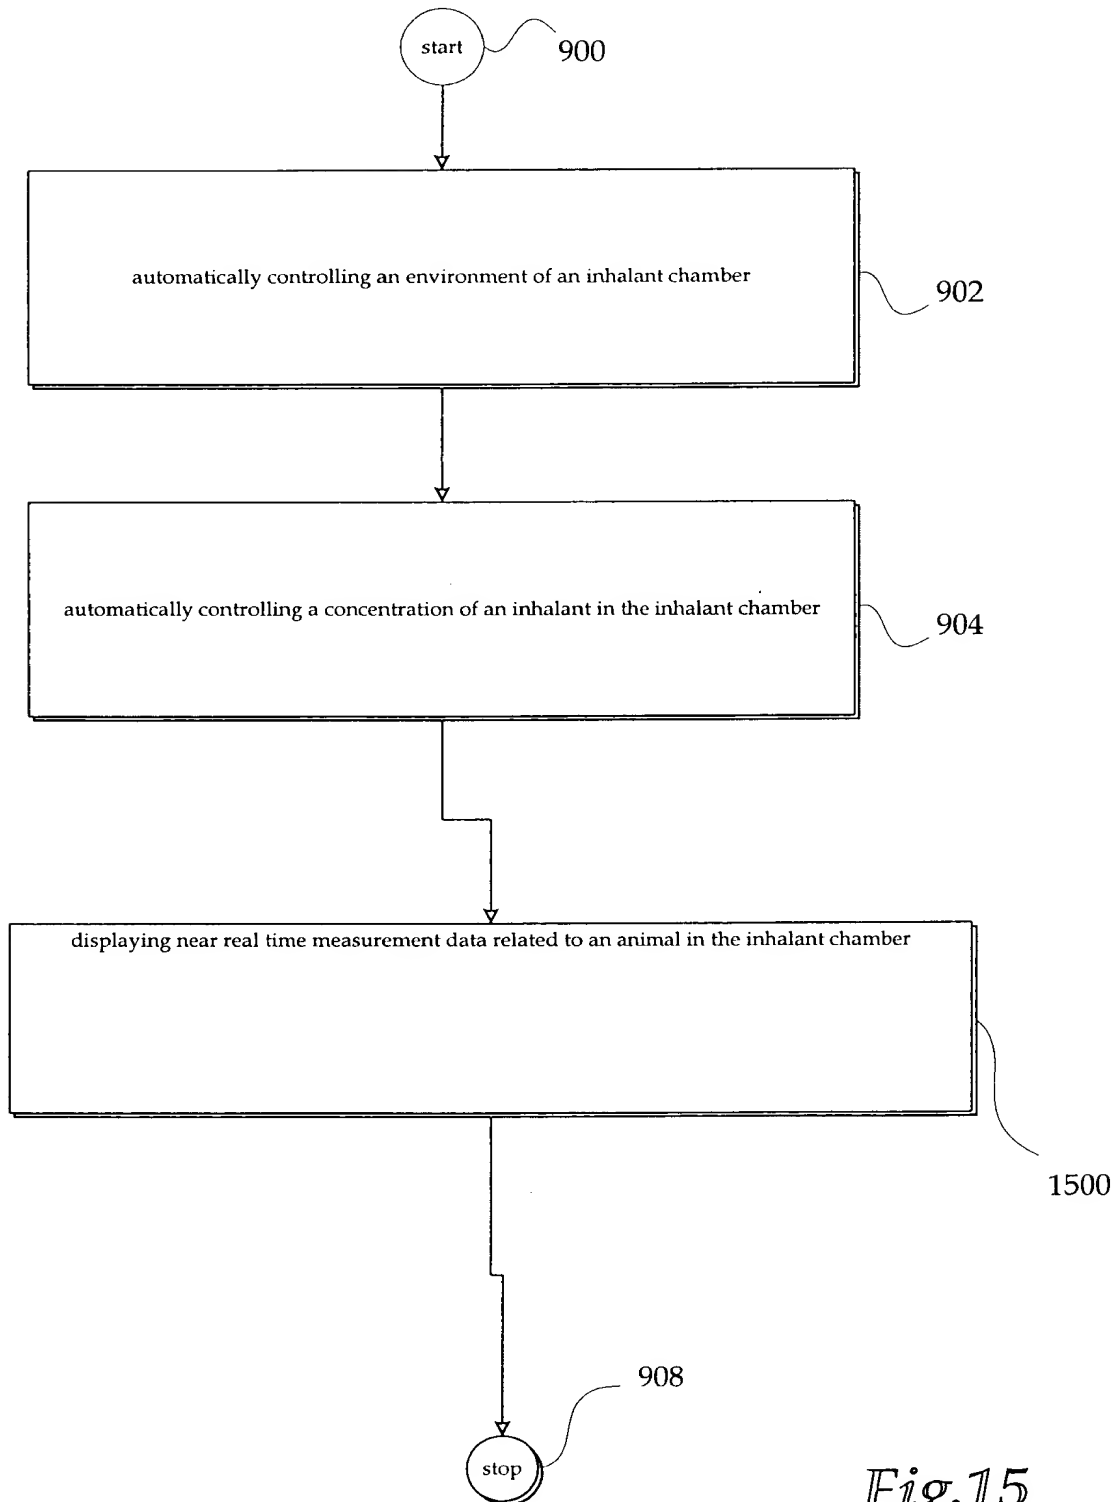 start
900
automatically controlling an environment of an inhalant chamber
902
automatically controlling a concentration of an inhalant in the inhalant chamber
904
displaying near real time measurement data related to an animal in the inhalant chamber
1500
908
stop
Fig.15